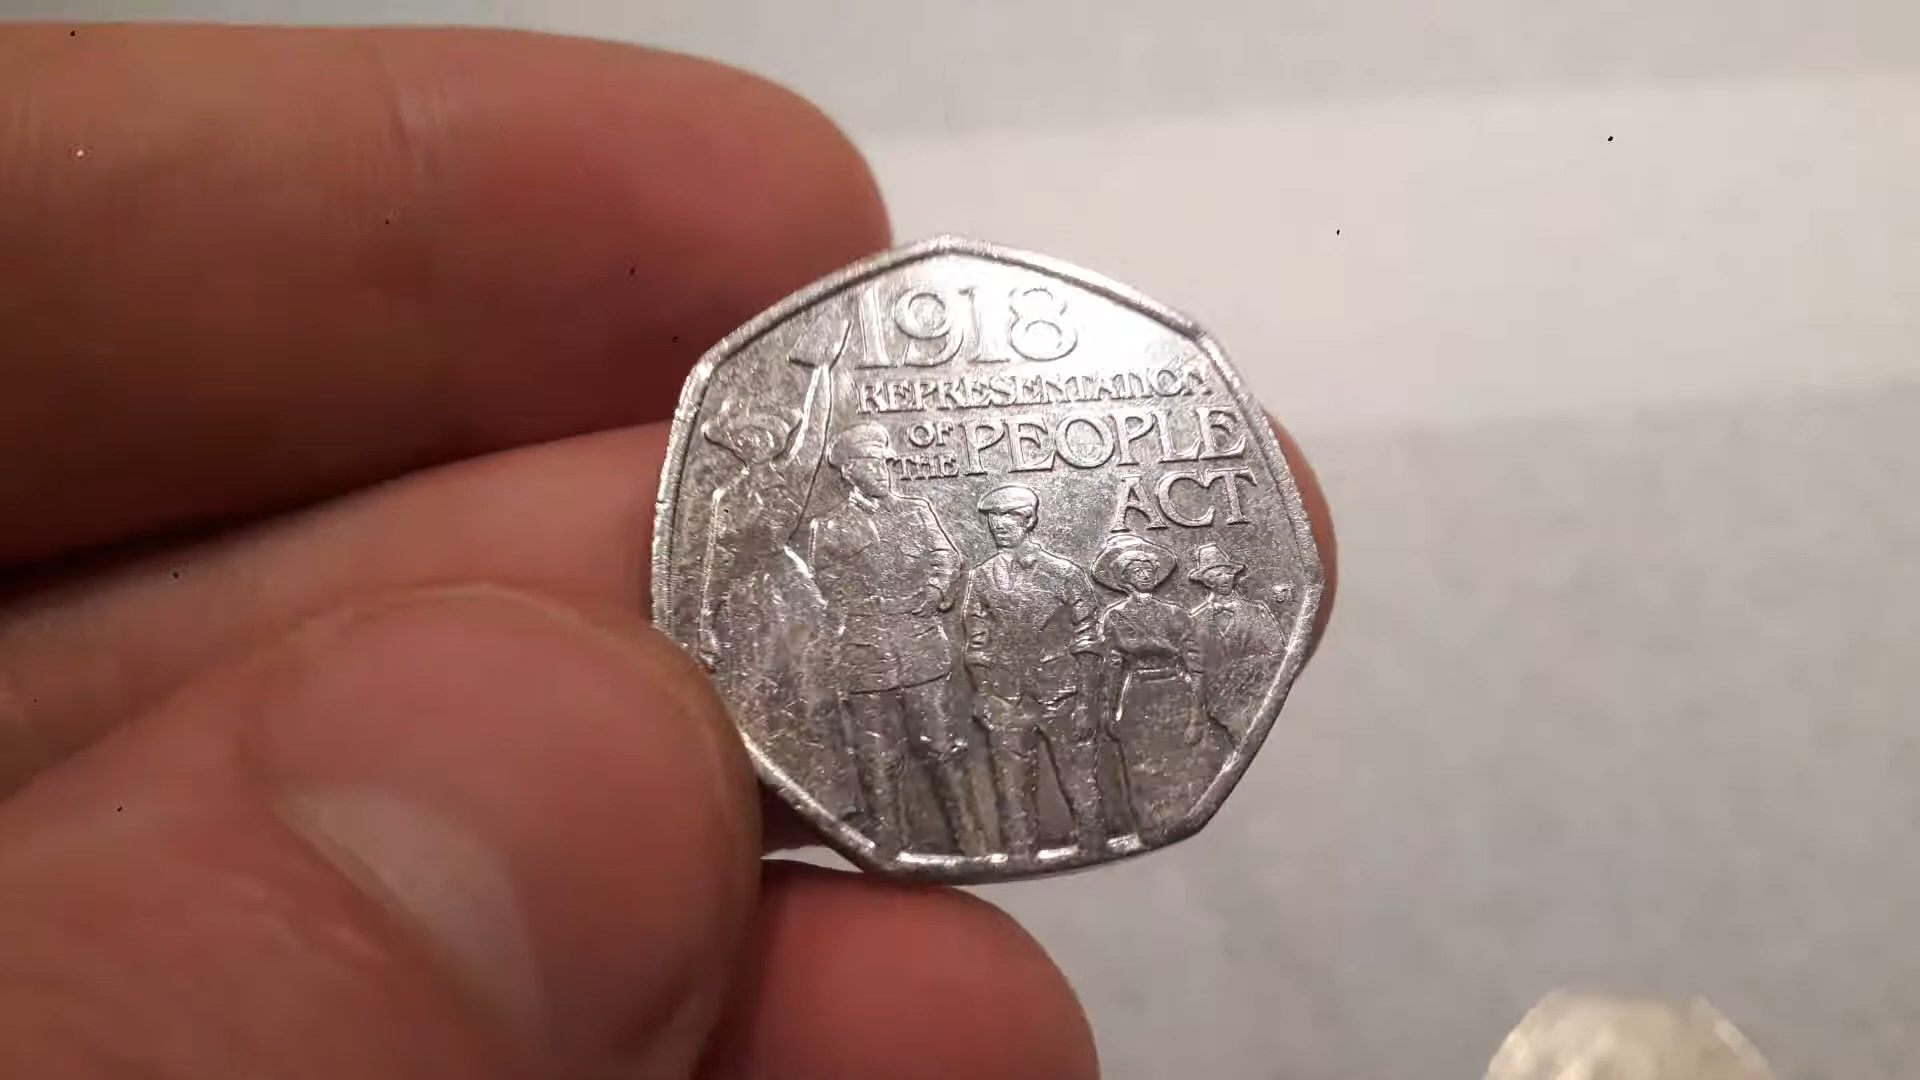 1918
REPRESENTATION
OF THE PEOPLE
ACT